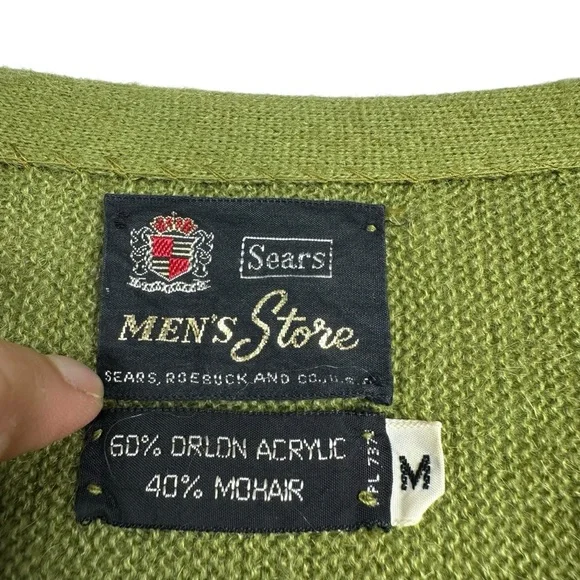 Sears
MEN'S Store
SEARS, ROEBUCK AND CO.
60% ORLON ACRYLIC
40% MOHAIR
M